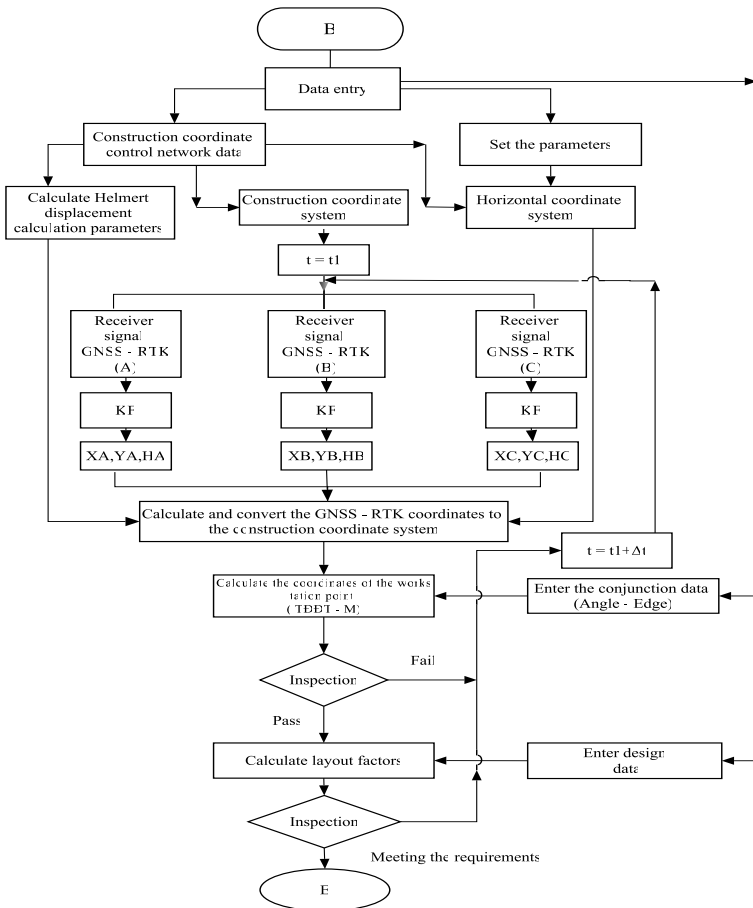 B
Data entry
Construction coordinate
control network data
Set the parameters
Calculate Helmert
displacement
calculation parameters
Construction coordinate
system
Horizontal coordinate
system
t = t1
Receiver
signal
GNSS - RTK
(A)
Receiver
signal
GNSS - RTK
(B)
Receiver
signal
GNSS - RTK
(C)
KF
KF
KF
XA,YA,HA
XB,YB,HB
XC,YC,HC
Calculate and convert the GNSS - RTK coordinates to
the construction coordinate system
t = t1+Δt
Calculate the coordinates of the works
tation point
( TĐĐT - M)
Enter the conjunction data
(Angle - Edge)
Fail
Inspection
Pass
Calculate layout factors
Enter design
data
Inspection
Meeting the requirements
E